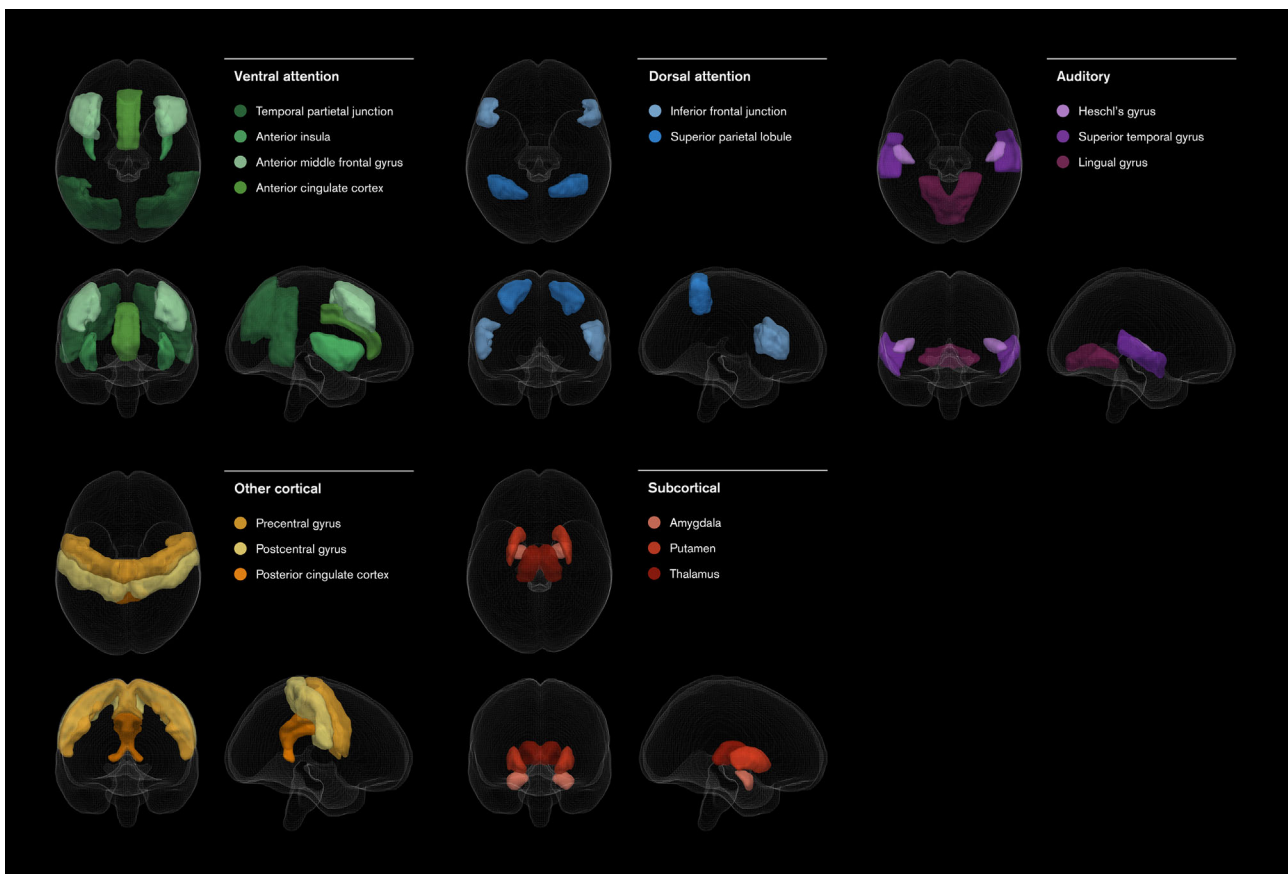 Ventral attention
Temporal partietal junction
Anterior insula
Anterior middle frontal gyrus
Anterior cingulate cortex
Dorsal attention
Inferior frontal junction
Superior parietal lobule
Auditory
Heschl's gyrus
Superior temporal gyrus
Lingual gyrus
Other cortical
Precentral gyrus
Postcentral gyrus
Posterior cingulate cortex
Subcortical
Amygdala
Putamen
Thalamus